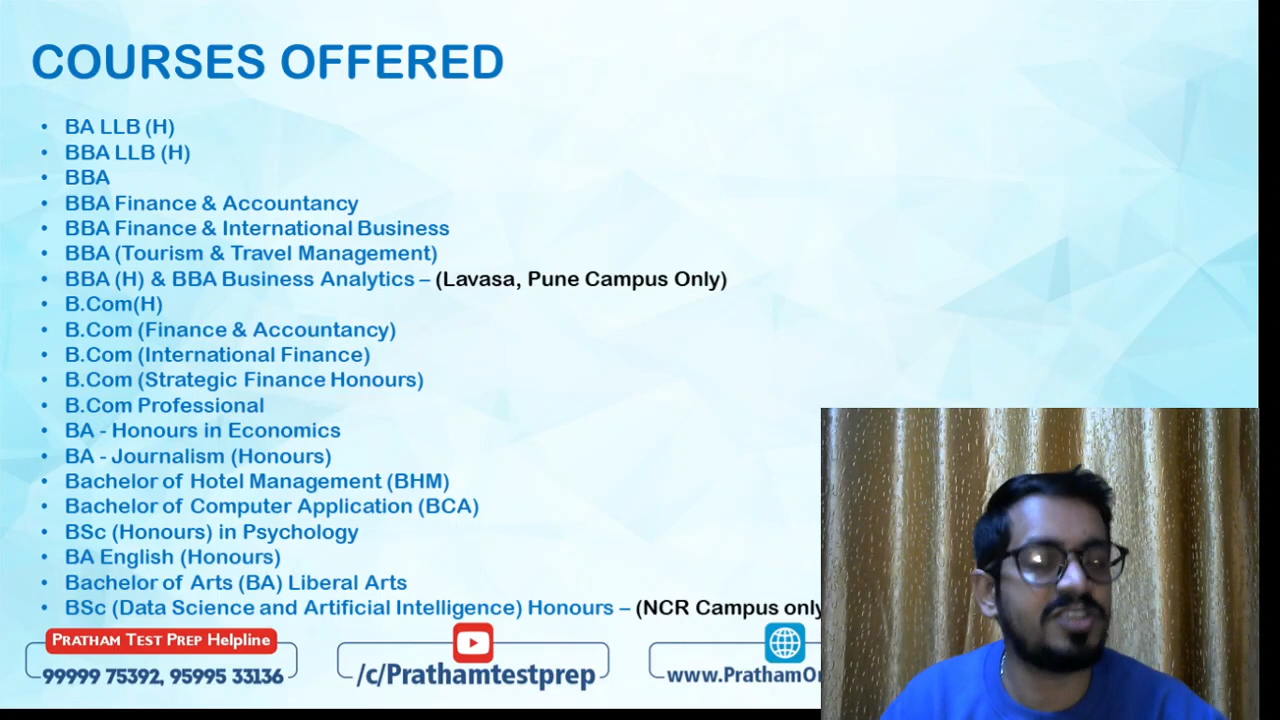 COURSES OFFERED
• BA LLB (H)
• BBA LLB (H)
• BBA
• BBA Finance & Accountancy
• BBA Finance & International Business
• BBA (Tourism & Travel Management)
• BBA (H) & BBA Business Analytics – (Lavasa, Pune Campus Only)
• B.Com(H)
• B.Com (Finance & Accountancy)
• B.Com (International Finance)
• B.Com (Strategic Finance Honours)
• B.Com Professional
• BA - Honours in Economics
• BA - Journalism (Honours)
• Bachelor of Hotel Management (BHM)
• Bachelor of Computer Application (BCA)
• BSc (Honours) in Psychology
• BA English (Honours)
• Bachelor of Arts (BA) Liberal Arts
• BSc (Data Science and Artificial Intelligence) Honours – (NCR Campus only
PRATHAM TEST PREP Helpline
99999 75392, 95995 33136
/c/Prathamtestprep